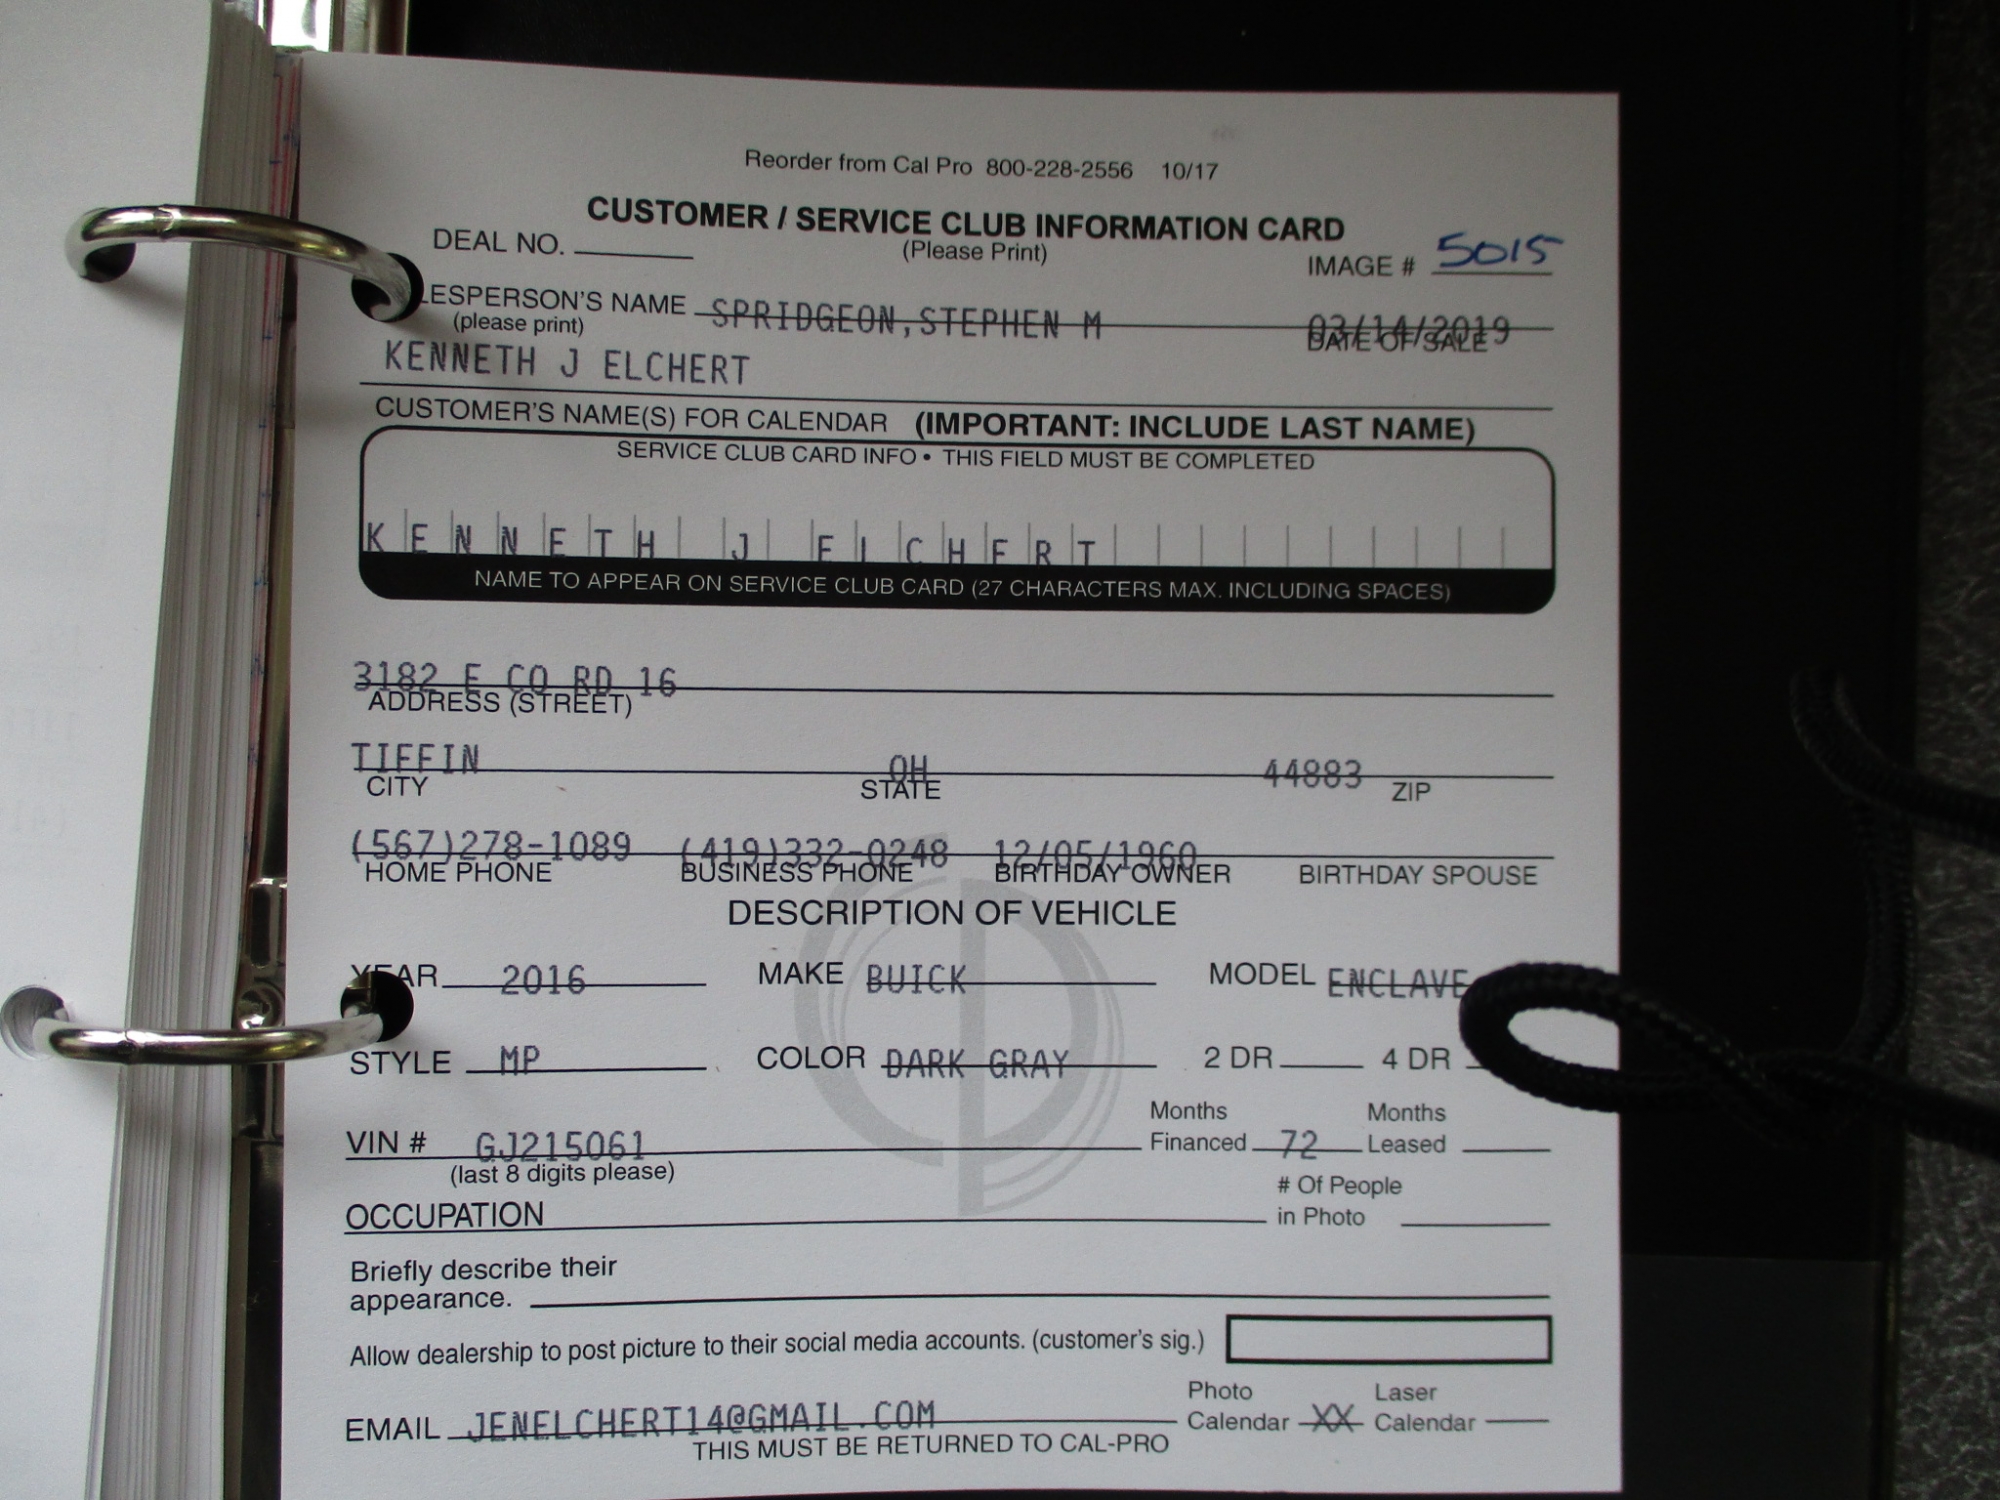 Reorder from Cal Pro 800-228-2556 10/17
CUSTOMER / SERVICE CLUB INFORMATION CARD
DEAL NO. (Please Print) IMAGE # 5015
LESPERSON'S NAME SPRIDGEON,STEPHEN M 03/14/2019
(please print) DATE OF SALE
KENNETH J ELCHERT
CUSTOMER'S NAME(S) FOR CALENDAR (IMPORTANT: INCLUDE LAST NAME)
SERVICE CLUB CARD INFO • THIS FIELD MUST BE COMPLETED
KENNETH J ELCHERT
NAME TO APPEAR ON SERVICE CLUB CARD (27 CHARACTERS MAX. INCLUDING SPACES)
3182 E CO RD 16
ADDRESS (STREET)
TIFFIN OH 44883
CITY STATE ZIP
(567)278-1089 (419)332-0248 12/05/1960
HOME PHONE BUSINESS PHONE BIRTHDAY OWNER BIRTHDAY SPOUSE
DESCRIPTION OF VEHICLE
YEAR 2016 MAKE BUICK MODEL ENCLAVE
STYLE MP COLOR DARK GRAY 2 DR 4 DR
Months Months
VIN # GJ215061 Financed 72 Leased
(last 8 digits please)
# Of People
OCCUPATION in Photo
Briefly describe their
appearance.
Allow dealership to post picture to their social media accounts. (customer's sig.)
Photo Laser
EMAIL JENELCHERT14@GMAIL.COM Calendar XX Calendar
THIS MUST BE RETURNED TO CAL-PRO